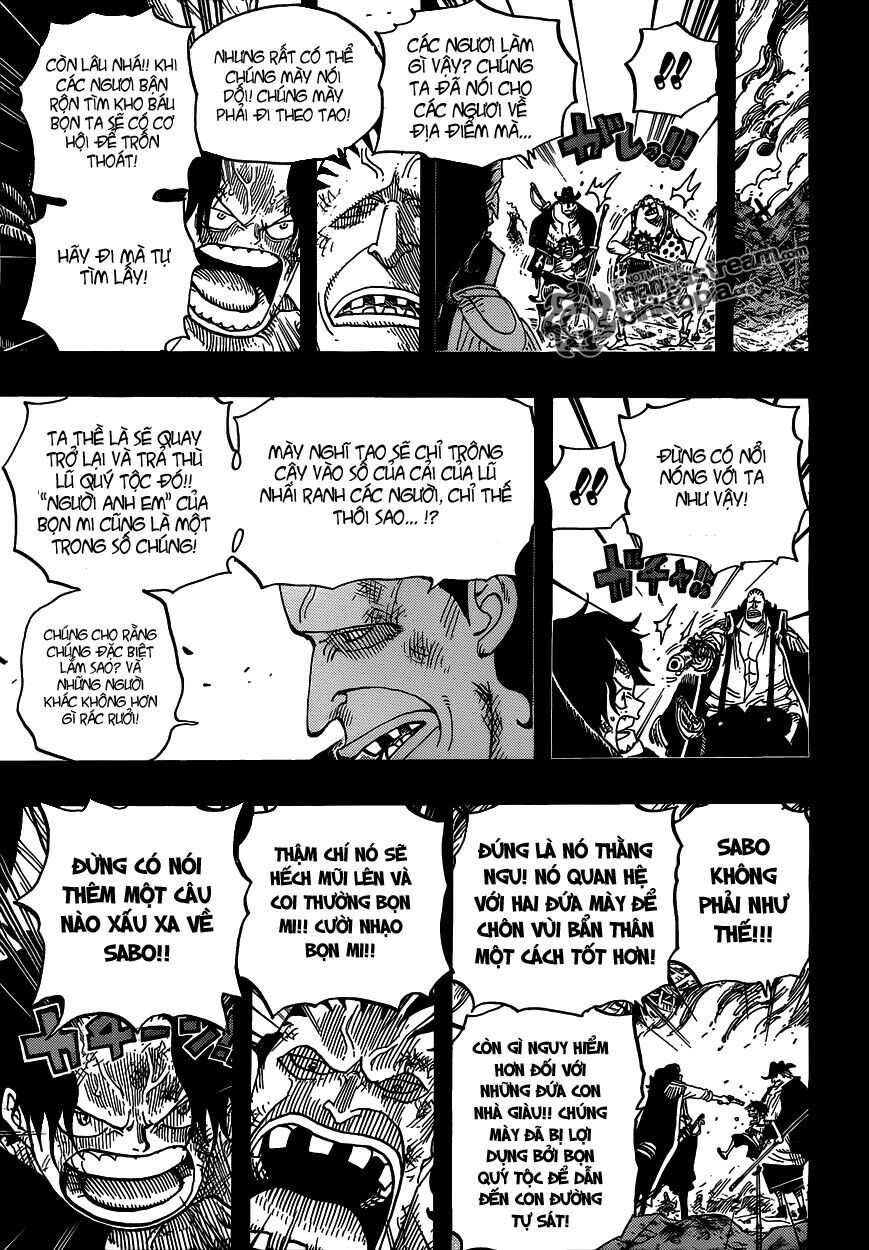 !!
ガシッ!!
CÁC NGƯƠI LÀM
GÌ VẬY? CHÚNG
TA ĐÃ NÓI CHO
CÁC NGƯƠI VỀ
ĐỊA ĐIỂM MÀ...
NHƯNG RẤT CÓ THỂ
CHÚNG MÀY NÓI
DỐI! CHÚNG MÀY
PHẢI ĐI THEO TAO!
CÒN LÂU NHÁ!! KHI
CÁC NGƯƠI BẬN
RỘN TÌM KHO BÁU
BỌN TA SẼ CÓ CƠ
HỘI ĐỂ TRỐN
THOÁT!
HÃY ĐI MÀ TỰ
TÌM LẤY!
ĐỪNG CÓ NỔI
NÓNG VỚI TA
NHƯ VẬY!
!!
ガチャ!!
MÀY NGHĨ TAO SẼ CHỈ TRÔNG
CẬY VÀO SỐ CỦA CẢI CỦA LŨ
NHÃI RANH CÁC NGƯỜI, CHỈ THẾ
THÔI SAO... !?
TA THỀ LÀ SẼ QUAY
TRỞ LẠI VÀ TRẢ THÙ
LŨ QUÝ TỘC ĐÓ!!
"NGƯỜI ANH EM" CỦA
BỌN MI CŨNG LÀ MỘT
TRONG SỐ CHÚNG!
CHÚNG CHO RẰNG
CHÚNG ĐẶC BIỆT
LẮM SAO? VÀ
NHỮNG NGƯỜI
KHÁC KHÔNG HƠN
GÌ RÁC RƯỞI!
SABO
KHÔNG
PHẢI NHƯ
THẾ!!!
ĐÚNG LÀ NÓ THẰNG
NGU! NÓ QUAN HỆ
VỚI HAI ĐỨA MÀY ĐỂ
CHÔN VÙI BẨN THÂN
MỘT CÁCH TỐT HƠN!
CÒN GÌ NGUY HIỂM
HƠN ĐỐI VỚI
NHỮNG ĐỨA CON
NHÀ GIÀU!! CHÚNG
MÀY ĐÃ BỊ LỢI
DỤNG BỞI BỌN
QUÝ TỘC ĐỂ DẪN
ĐẾN CON ĐƯỜNG
TỰ SÁT!
THẬM CHÍ NÓ SẼ
HẾCH MŨI LÊN VÀ
COI THƯỜNG BỌN
MI!! CƯỜI NHẠO
BỌN MI!!
ĐỪNG CÓ NÓI
THÊM MỘT CÂU
NÀO XẤU XA VỀ
SABO!!